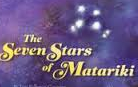 The
Seven Stars
of Matariki